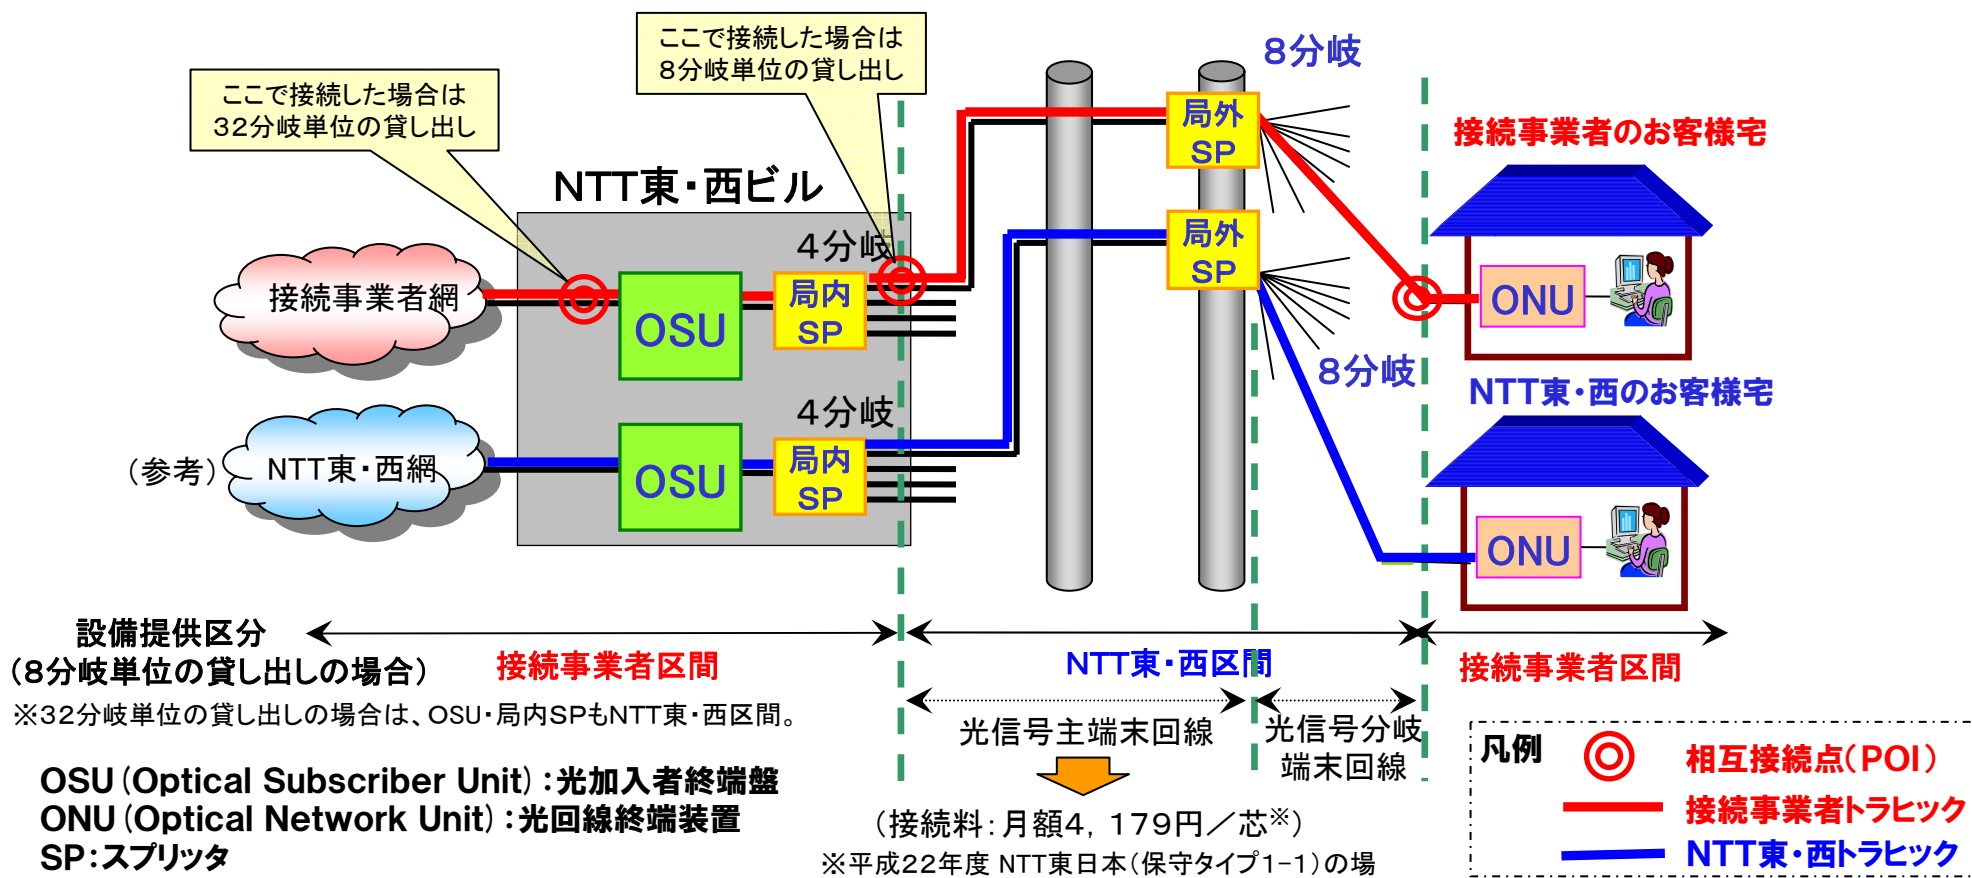 ここで接続した場合は
8分岐単位の貸し出し
ここで接続した場合は
32分岐単位の貸し出し
8分岐
局外
SP
接続事業者のお客様宅
NTT東・西ビル
4分岐
接続事業者網
OSU
局内
SP
局外
SP
ONU
8分岐
NTT東・西のお客様宅
4分岐
(参考)
NTT東・西網
OSU
局内
SP
ONU
設備提供区分
(8分岐単位の貸し出しの場合)
接続事業者区間
NTT東・西区間
接続事業者区間
※32分岐単位の貸し出しの場合は、OSU・局内SPもNTT東・西区間。
光信号主端末回線
光信号分岐
端末回線
OSU(Optical Subscriber Unit):光加入者終端盤
ONU(Optical Network Unit):光回線終端装置
SP:スプリッタ
(接続料:月額4,179円/芯※)
※平成22年度 NTT東日本(保守タイプ1-1)の場
凡例
相互接続点(POI)
接続事業者トラヒック
NTT東・西トラヒック